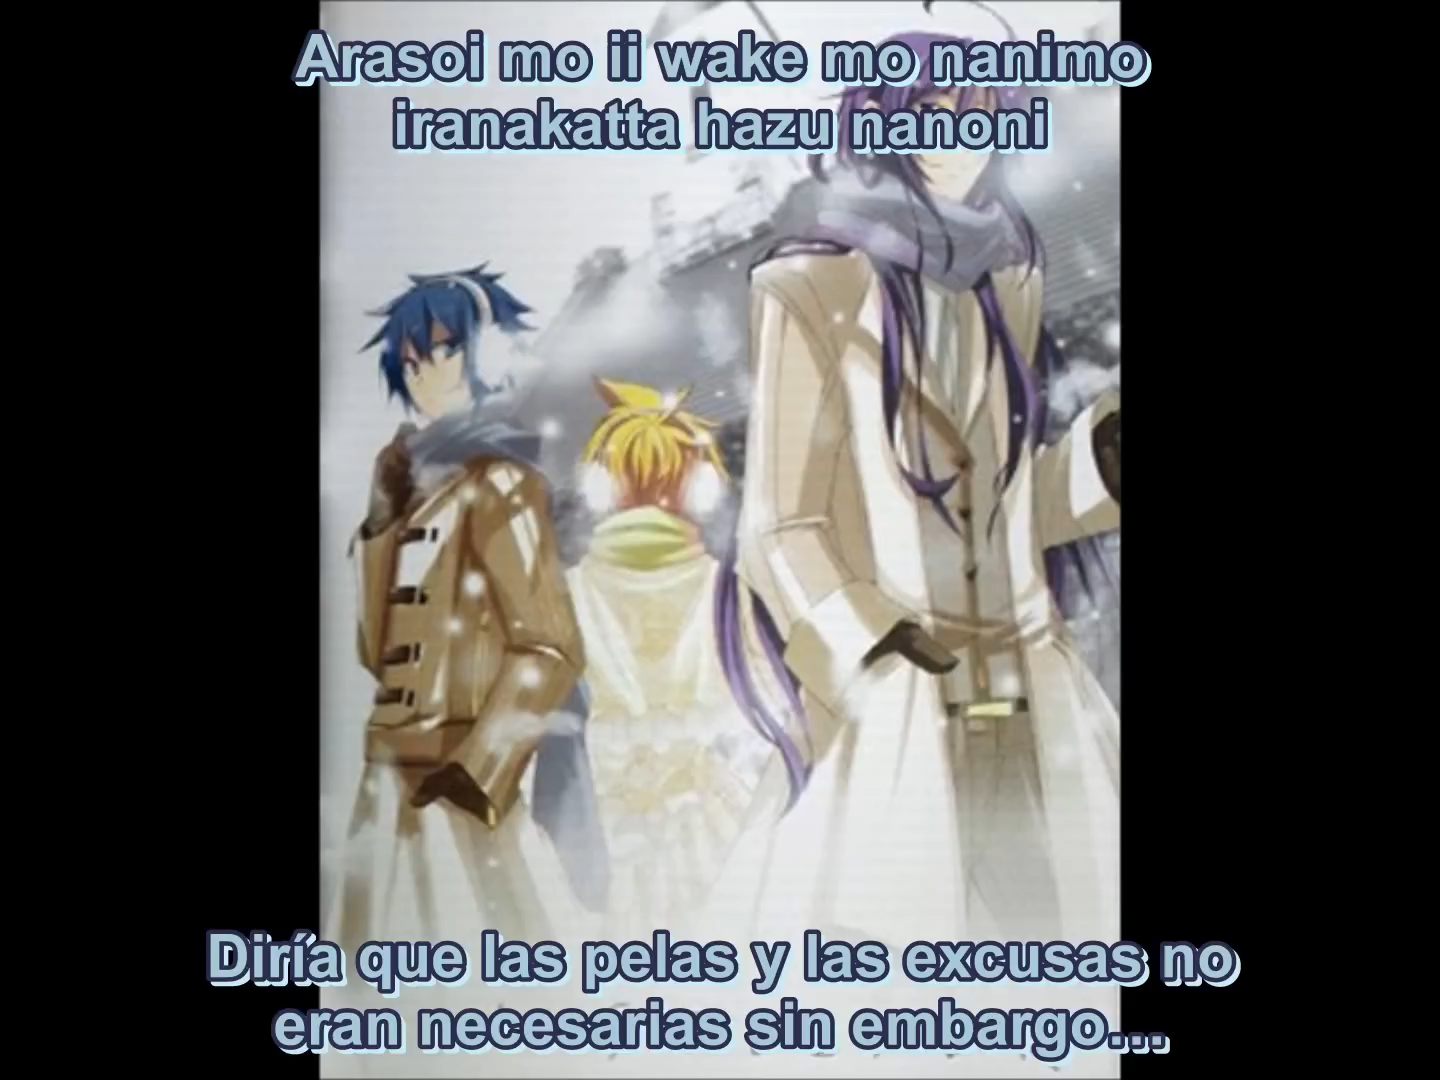 Arasoi mo ii wake mo nanimo
iranakatta hazu nanoni
Diría que las pelas y las excusas no
eran necesarias sin embargo...